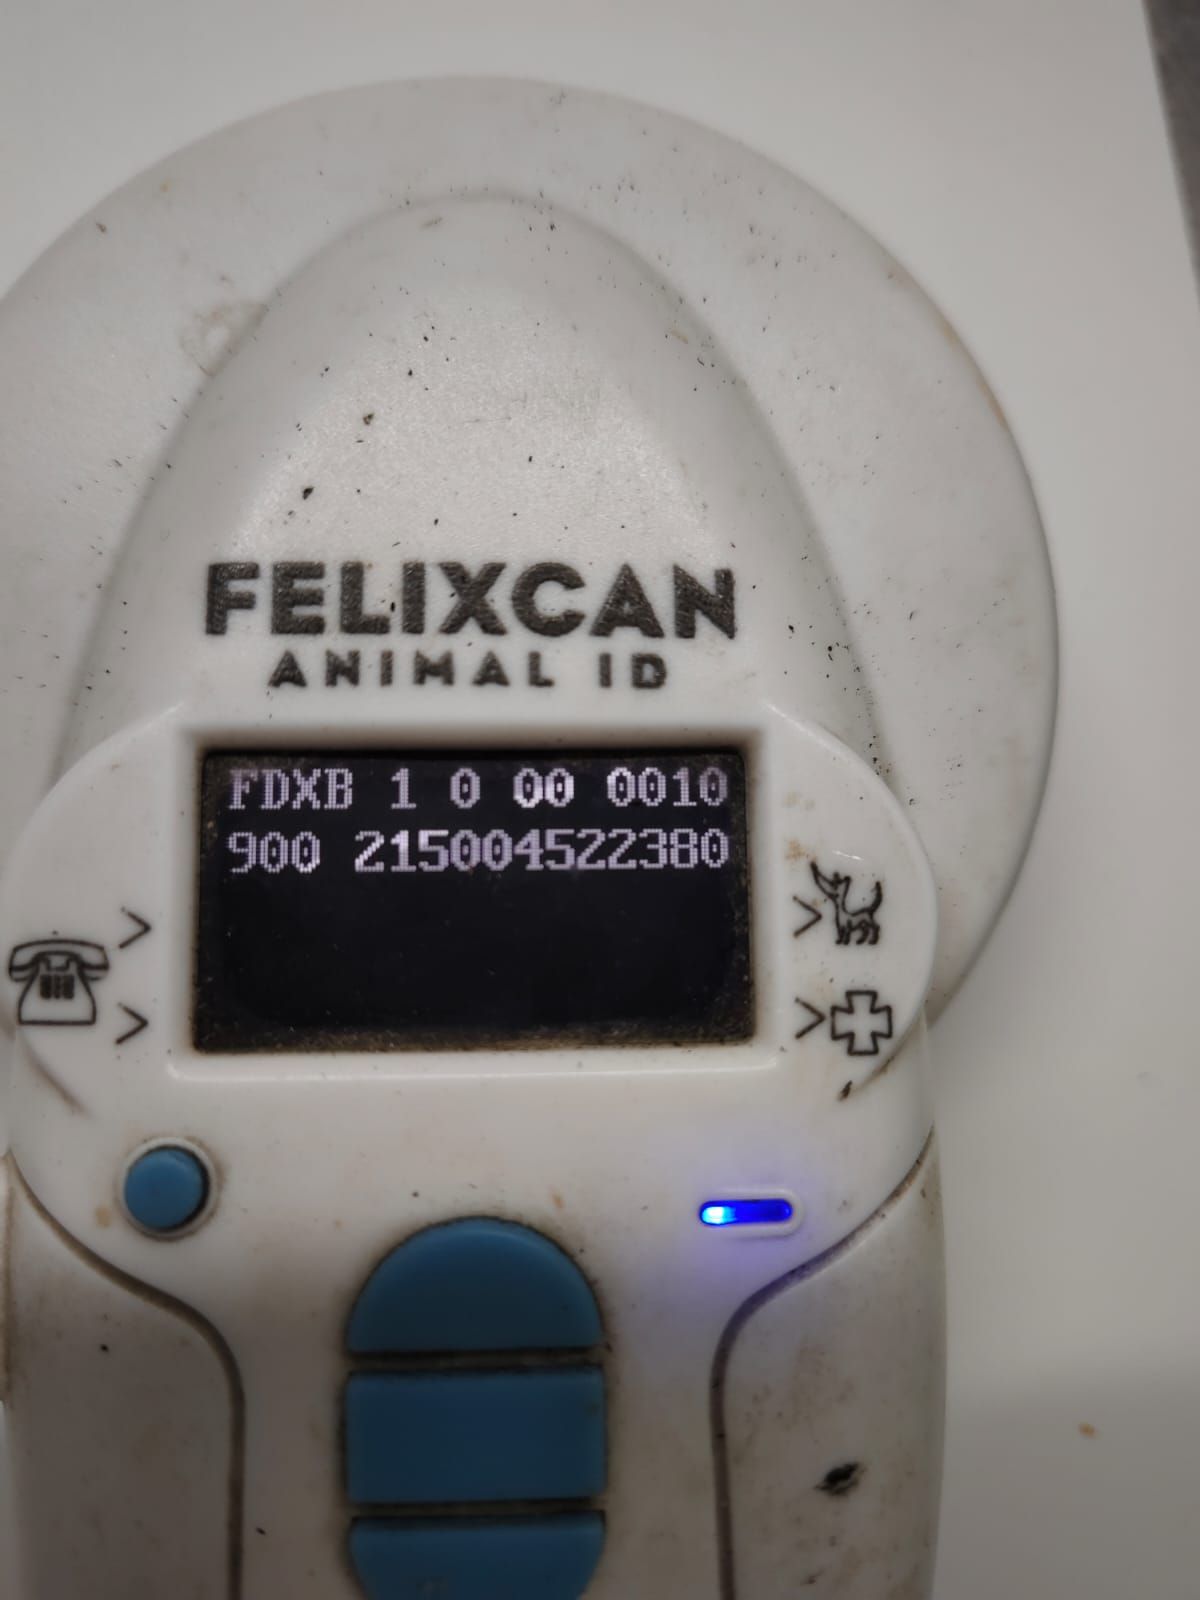 FELIXCAN
ANIMAL ID
FDXB 1 0 00 0010
900 215004522380